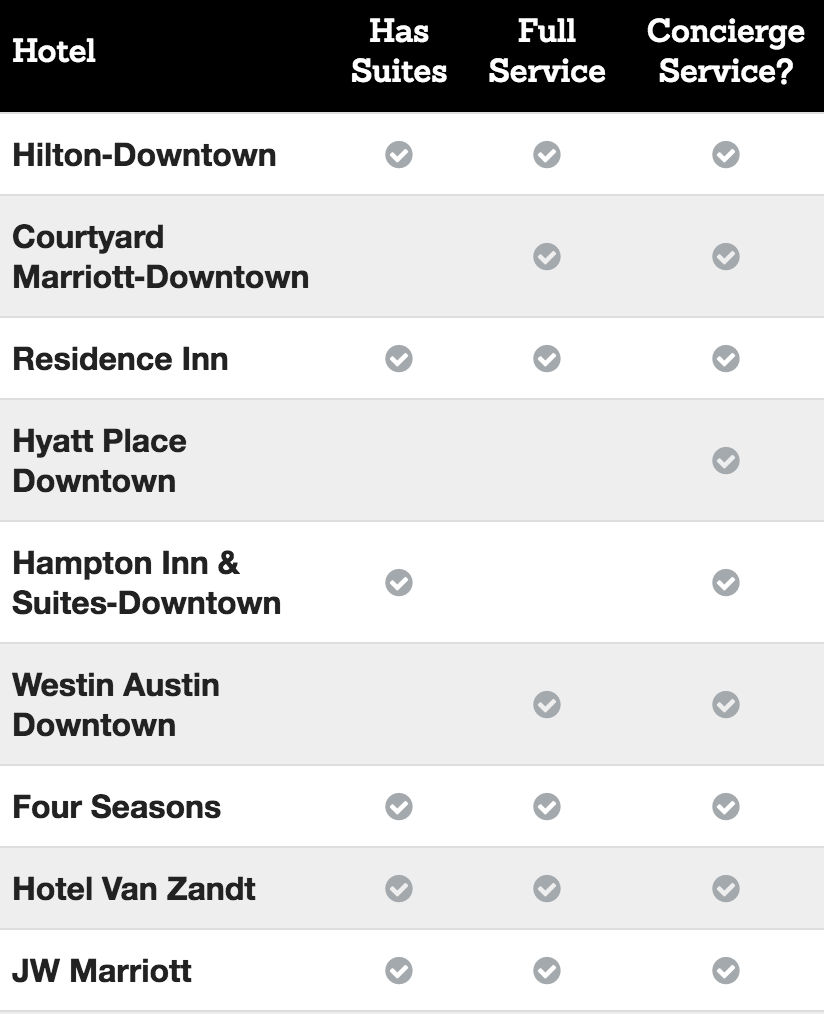 Hotel
Has
Suites
Full
Service
Concierge
Service?
Hilton-Downtown
Courtyard
Marriott-Downtown
Residence Inn
Hyatt Place
Downtown
Hampton Inn &
Suites-Downtown
Westin Austin
Downtown
Four Seasons
Hotel Van Zandt
JW Marriott